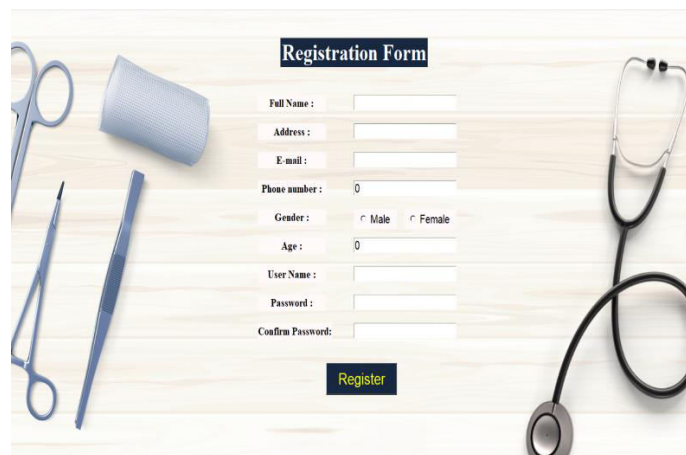 Registration Form
Full Name :
Address :
E-mail :
Phone number : 0
Gender : Male Female
Age : 0
User Name :
Password :
Confirm Password:
Register